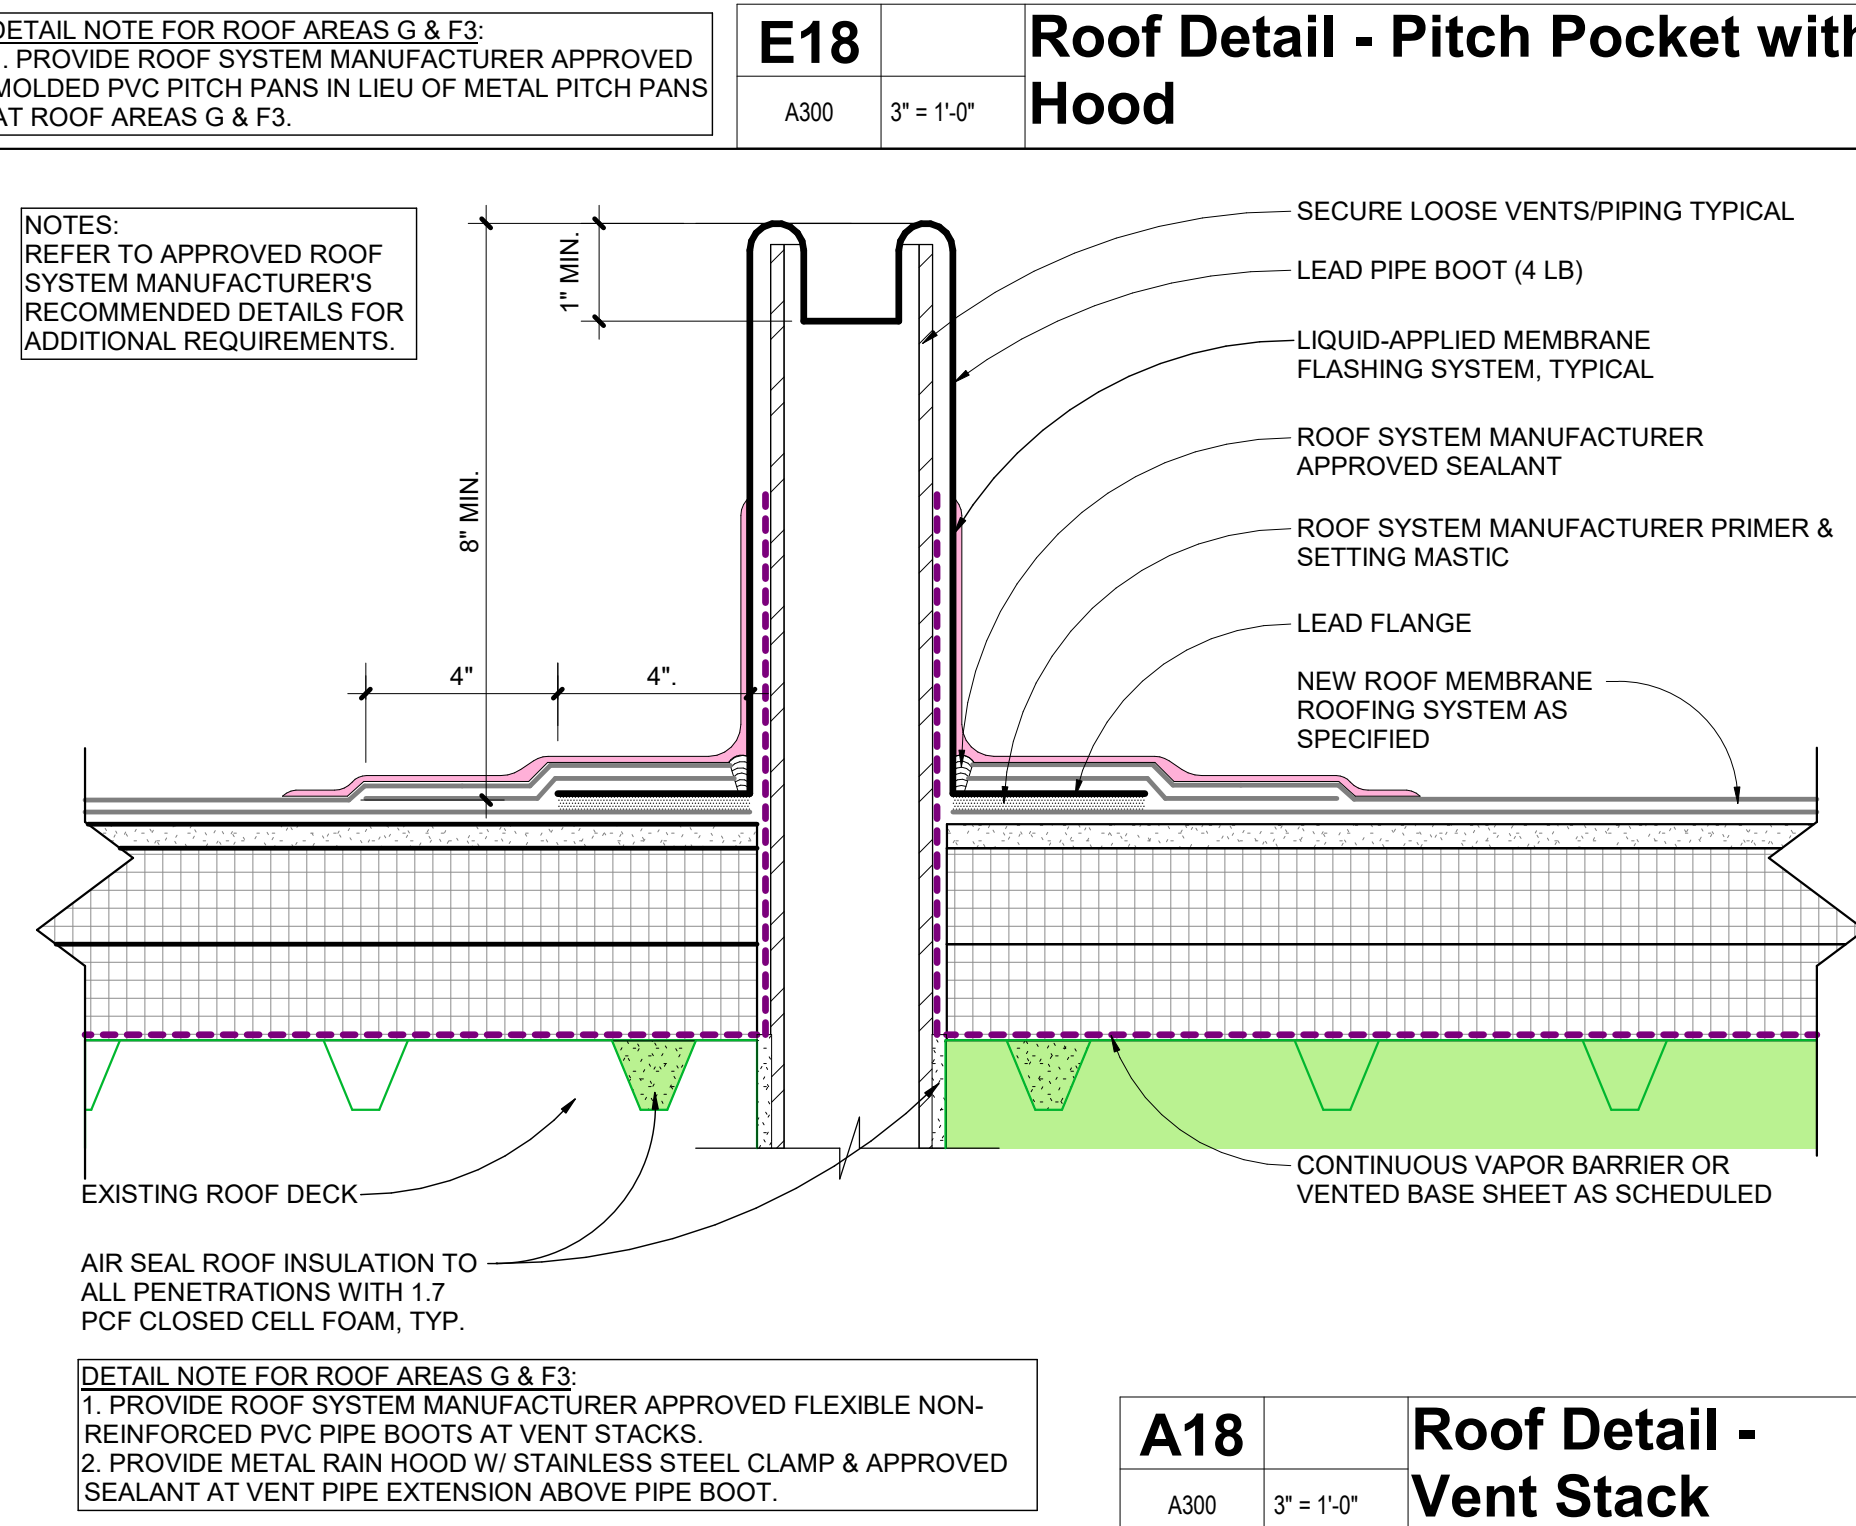 DETAIL NOTE FOR ROOF AREAS G & F3:
. PROVIDE ROOF SYSTEM MANUFACTURER APPROVED
MOLDED PVC PITCH PANS IN LIEU OF METAL PITCH PANS
AT ROOF AREAS G & F3.
E18
A300
3" = 1'-0"
Roof Detail - Pitch Pocket with
Hood
NOTES:
REFER TO APPROVED ROOF
SYSTEM MANUFACTURER'S
RECOMMENDED DETAILS FOR
ADDITIONAL REQUIREMENTS.
8" MIN.
1" MIN.
4"
4".
SECURE LOOSE VENTS/PIPING TYPICAL
LEAD PIPE BOOT (4 LB)
LIQUID-APPLIED MEMBRANE
FLASHING SYSTEM, TYPICAL
ROOF SYSTEM MANUFACTURER
APPROVED SEALANT
ROOF SYSTEM MANUFACTURER PRIMER &
SETTING MASTIC
LEAD FLANGE
NEW ROOF MEMBRANE
ROOFING SYSTEM AS
SPECIFIED
CONTINUOUS VAPOR BARRIER OR
VENTED BASE SHEET AS SCHEDULED
EXISTING ROOF DECK
AIR SEAL ROOF INSULATION TO
ALL PENETRATIONS WITH 1.7
PCF CLOSED CELL FOAM, TYP.
DETAIL NOTE FOR ROOF AREAS G & F3:
1. PROVIDE ROOF SYSTEM MANUFACTURER APPROVED FLEXIBLE NON-
REINFORCED PVC PIPE BOOTS AT VENT STACKS.
2. PROVIDE METAL RAIN HOOD W/ STAINLESS STEEL CLAMP & APPROVED
SEALANT AT VENT PIPE EXTENSION ABOVE PIPE BOOT.
A18
A300
3" = 1'-0"
Roof Detail -
Vent Stack